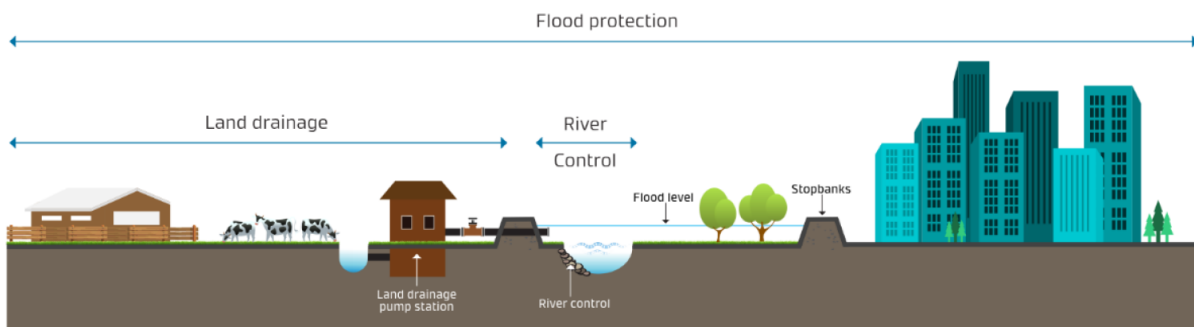 Flood protection
Land drainage
River
Control
Flood level
Stopbanks
Land drainage
pump station
River control